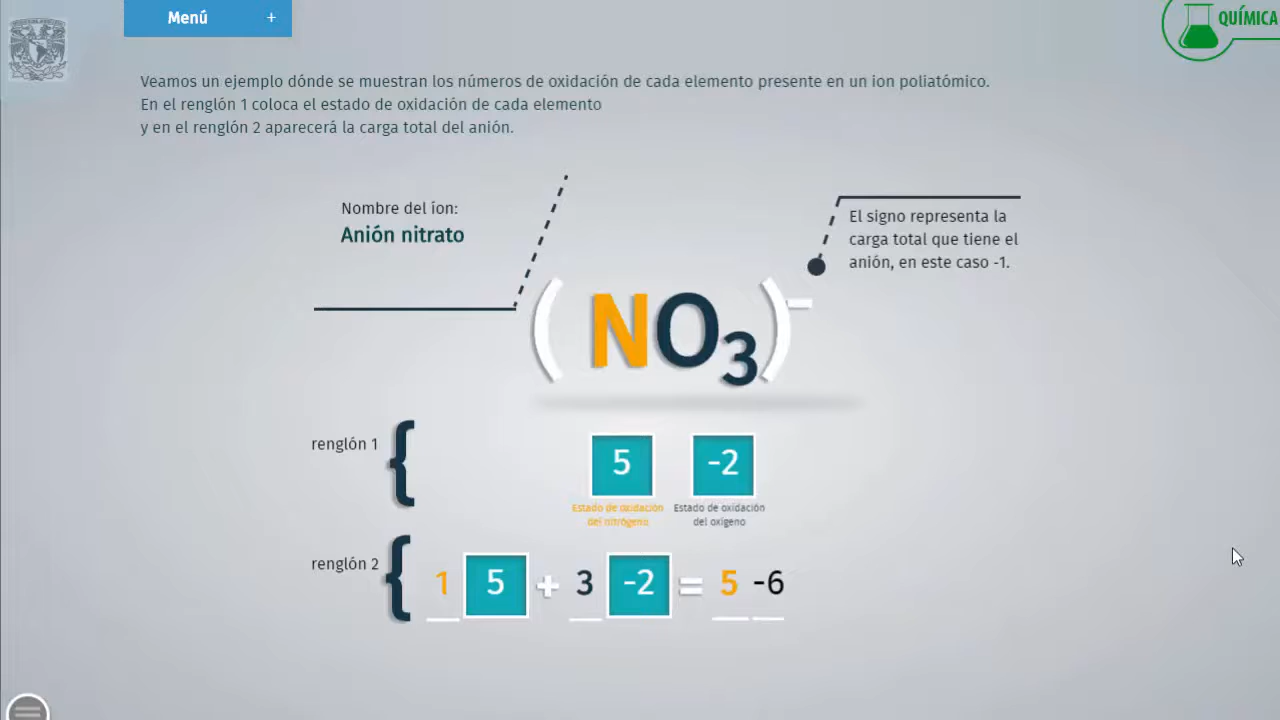 Menú +
QUÍMICA
Veamos un ejemplo dónde se muestran los números de oxidación de cada elemento presente en un ion poliatómico.
En el renglón 1 coloca el estado de oxidación de cada elemento
y en el renglón 2 aparecerá la carga total del anión.
Nombre del íon:
Anión nitrato
El signo representa la
carga total que tiene el
anión, en este caso -1.
( NO₃ )⁻
renglón 1 {
5 -2
Estado de oxidación
del nitrógeno
Estado de oxidación
del oxígeno
renglón 2 { 1 5 + 3 -2 = 5 -6